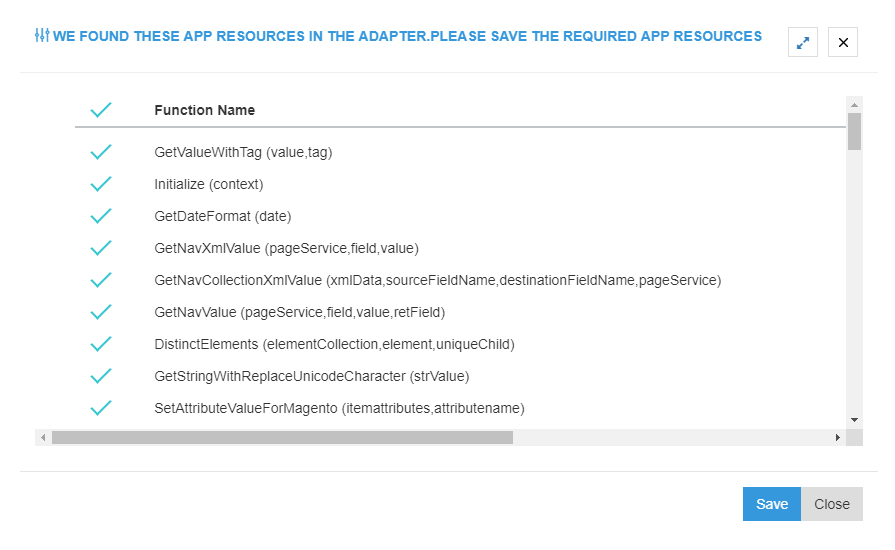 WE FOUND THESE APP RESOURCES IN THE ADAPTER.PLEASE SAVE THE REQUIRED APP RESOURCES
Function Name
GetValueWithTag (value,tag)
Initialize (context)
GetDateFormat (date)
GetNavXmlValue (pageService,field,value)
GetNavCollectionXmlValue (xmlData,sourceFieldName,destinationFieldName,pageService)
GetNavValue (pageService,field,value,retField)
DistinctElements (elementCollection,element,uniqueChild)
GetStringWithReplaceUnicodeCharacter (strValue)
SetAttributeValueForMagento (itemattributes,attributename)
Save Close